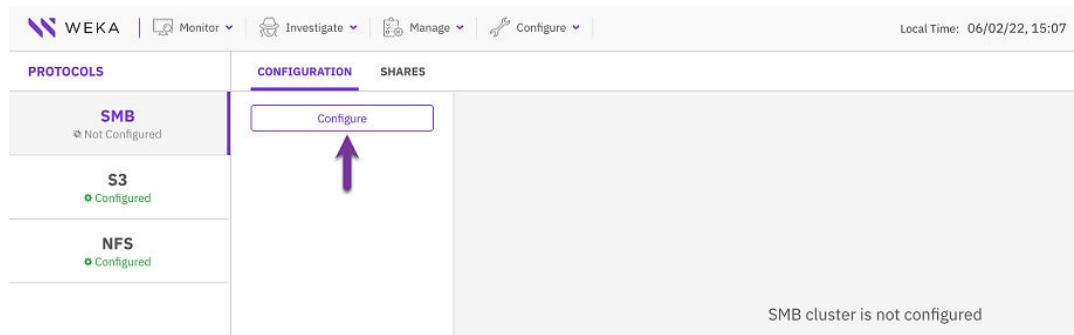 WEKA Monitor Investigate Manage Configure Local Time: 06/02/22, 15:07
PROTOCOLS CONFIGURATION SHARES
SMB
Not Configured
Configure
S3
Configured
NFS
Configured
SMB cluster is not configured